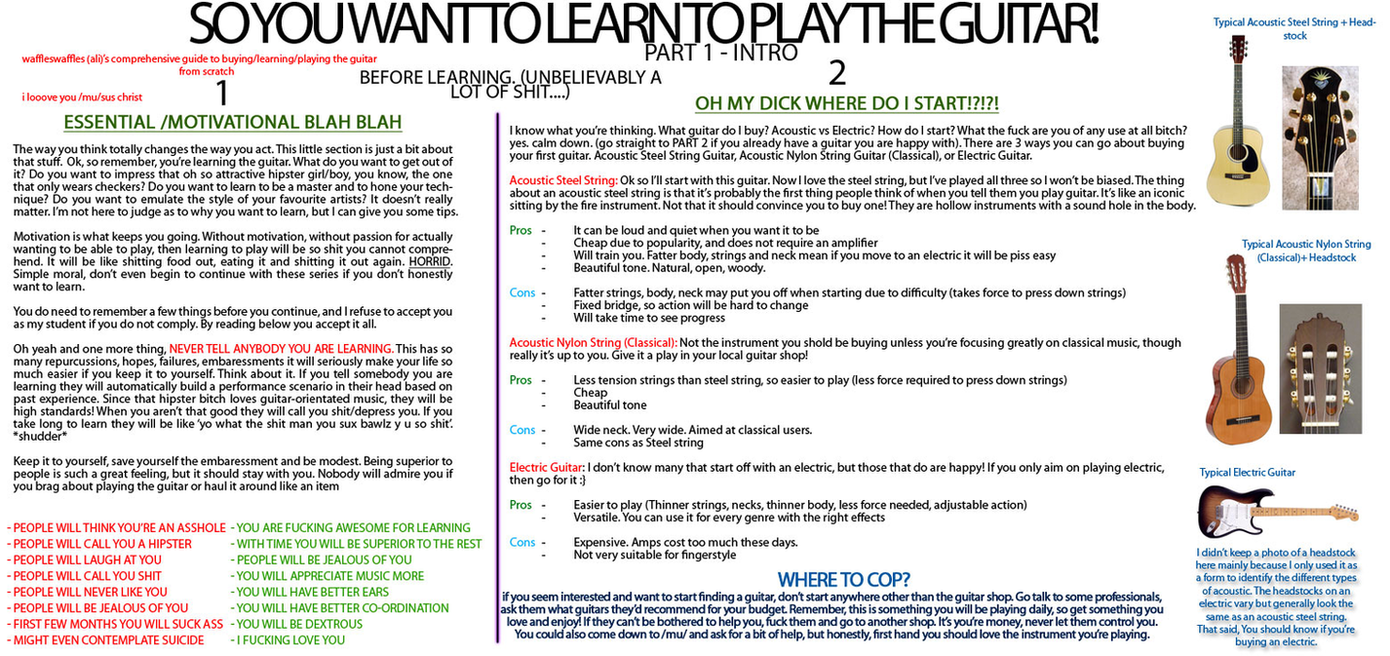 SO YOU WANT TO LEARN TO PLAY THE GUITAR!
PART 1 - INTRO
waffleswaffles (ali)'s comprehensive guide to buying/learning/playing the guitar
from scratch
i looove you /mu/sus christ
BEFORE LEARNING. (UNBELIEVABLY A
LOT OF SHIT....)
1
ESSENTIAL /MOTIVATIONAL BLAH BLAH
The way you think totally changes the way you act. This little section is just a bit about
that stuff. Ok, so remember, you're learning the guitar. What do you want to get out of
it? Do you want to impress that oh so attractive hipster girl/boy, you know, the one
that only wears checkers? Do you want to learn to be a master and to hone your tech-
nique? Do you want to emulate the style of your favourite artists? It doesn't really
matter. I'm not here to judge as to why you want to learn, but I can give you some tips.
Motivation is what keeps you going. Without motivation, without passion for actually
wanting to be able to play, then learning to play will be so shit you cannot compre-
hend. It will be like shitting food out, eating it and shitting it out again. HORRID.
Simple moral, don't even begin to continue with these series if you don't honestly
want to learn.
You do need to remember a few things before you continue, and I refuse to accept you
as my student if you do not comply. By reading below you accept it all.
Oh yeah and one more thing, NEVER TELL ANYBODY YOU ARE LEARNING. This has so
many repurcussions, hopes, failures, embaressments it will seriously make your life so
much easier if you keep it to yourself. Think about it. If you tell somebody you are
learning they will automatically build a performance scenario in their head based on
past experience. Since that hipster bitch loves guitar-orientated music, they will be
high standards! When you aren't that good they will call you shit/depress you. If you
take long to learn they will be like 'yo what the shit man you sux bawlz y u so shit'.
*shudder*
Keep it to yourself, save yourself the embaressment and be modest. Being superior to
people is such a great feeling, but it should stay with you. Nobody will admire you if
you brag about playing the guitar or haul it around like an item
- PEOPLE WILL THINK YOU'RE AN ASSHOLE
- PEOPLE WILL CALL YOU A HIPSTER
- PEOPLE WILL LAUGH AT YOU
- PEOPLE WILL CALL YOU SHIT
- PEOPLE WILL NEVER LIKE YOU
- PEOPLE WILL BE JEALOUS OF YOU
- FIRST FEW MONTHS YOU WILL SUCK ASS
- MIGHT EVEN CONTEMPLATE SUICIDE
- YOU ARE FUCKING AWESOME FOR LEARNING
- WITH TIME YOU WILL BE SUPERIOR TO THE REST
- PEOPLE WILL BE JEALOUS OF YOU
- YOU WILL APPRECIATE MUSIC MORE
- YOU WILL HAVE BETTER EARS
- YOU WILL HAVE BETTER CO-ORDINATION
- YOU WILL BE DEXTROUS
- I FUCKING LOVE YOU
2
OH MY DICK WHERE DO I START!?!?!
I know what you're thinking. What guitar do I buy? Acoustic vs Electric? How do I start? What the fuck are you of any use at all bitch?
yes. calm down. (go straight to PART 2 if you already have a guitar you are happy with). There are 3 ways you can go about buying
your first guitar. Acoustic Steel String Guitar, Acoustic Nylon String Guitar (Classical), or Electric Guitar.
Acoustic Steel String: Ok so I'll start with this guitar. Now I love the steel string, but I've played all three so I won't be biased. The thing
about an acoustic steel string is that it's probably the first thing people think of when you tell them you play guitar. It's like an iconic
sitting by the fire instrument. Not that it should convince you to buy one! They are hollow instruments with a sound hole in the body.
Pros - It can be loud and quiet when you want it to be
- Cheap due to popularity, and does not require an amplifier
- Will train you. Fatter body, strings and neck mean if you move to an electric it will be piss easy
- Beautiful tone. Natural, open, woody.
Cons - Fatter strings, body, neck may put you off when starting due to difficulty (takes force to press down strings)
- Fixed bridge, so action will be hard to change
- Will take time to see progress
Acoustic Nylon String (Classical): Not the instrument you shold be buying unless you're focusing greatly on classical music, though
really it's up to you. Give it a play in your local guitar shop!
Pros - Less tension strings than steel string, so easier to play (less force required to press down strings)
- Cheap
- Beautiful tone
Cons - Wide neck. Very wide. Aimed at classical users.
- Same cons as Steel string
Electric Guitar: I don't know many that start off with an electric, but those that do are happy! If you only aim on playing electric,
then go for it :}
Pros - Easier to play (Thinner strings, necks, thinner body, less force needed, adjustable action)
- Versatile. You can use it for every genre with the right effects
Cons - Expensive. Amps cost too much these days.
- Not very suitable for fingerstyle
WHERE TO COP?
if you seem interested and want to start finding a guitar, don't start anywhere other than the guitar shop. Go talk to some professionals,
ask them what guitars they'd recommend for your budget. Remember, this is something you will be playing daily, so get something you
love and enjoy! If they can't be bothered to help you, fuck them and go to another shop. It's you're money, never let them control you.
You could also come down to /mu/ and ask for a bit of help, but honestly, first hand you should love the instrument you're playing.
Typical Acoustic Steel String + Head-
stock
Typical Acoustic Nylon String
(Classical)+ Headstock
Typical Electric Guitar
I didn't keep a photo of a headstock
here mainly because I only used it as
a form to identify the different types
of acoustic. The headstocks on an
electric vary but generally look the
same as an acoustic steel string.
That said, You should know if you're
buying an electric.